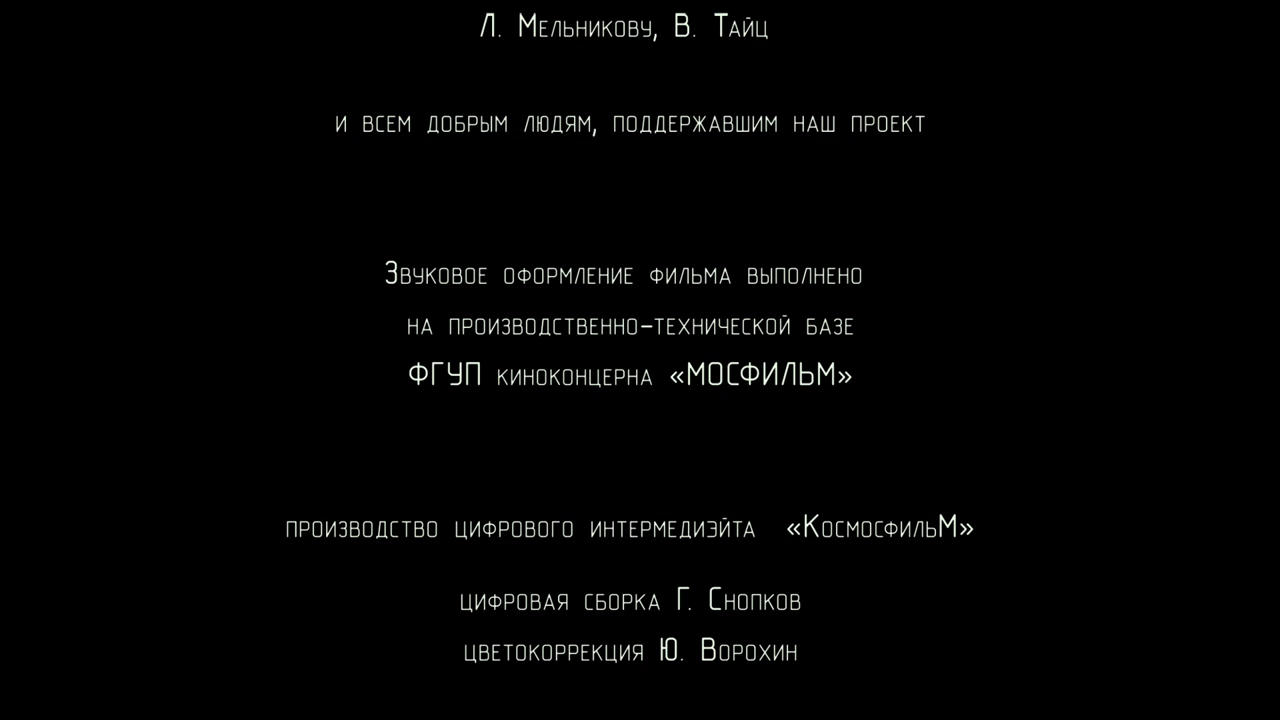 Л. Мельникову, В. Тайц
и всем добрым людям, поддержавшим наш проект
Звуковое оформление фильма выполнено
на производственно-технической базе
ФГУП киноконцерна «МОСФИЛЬМ»
производство цифрового интермедиэйта «КосмосфильМ»
цифровая сборка Г. Снопков
цветокоррекция Ю. Ворохин